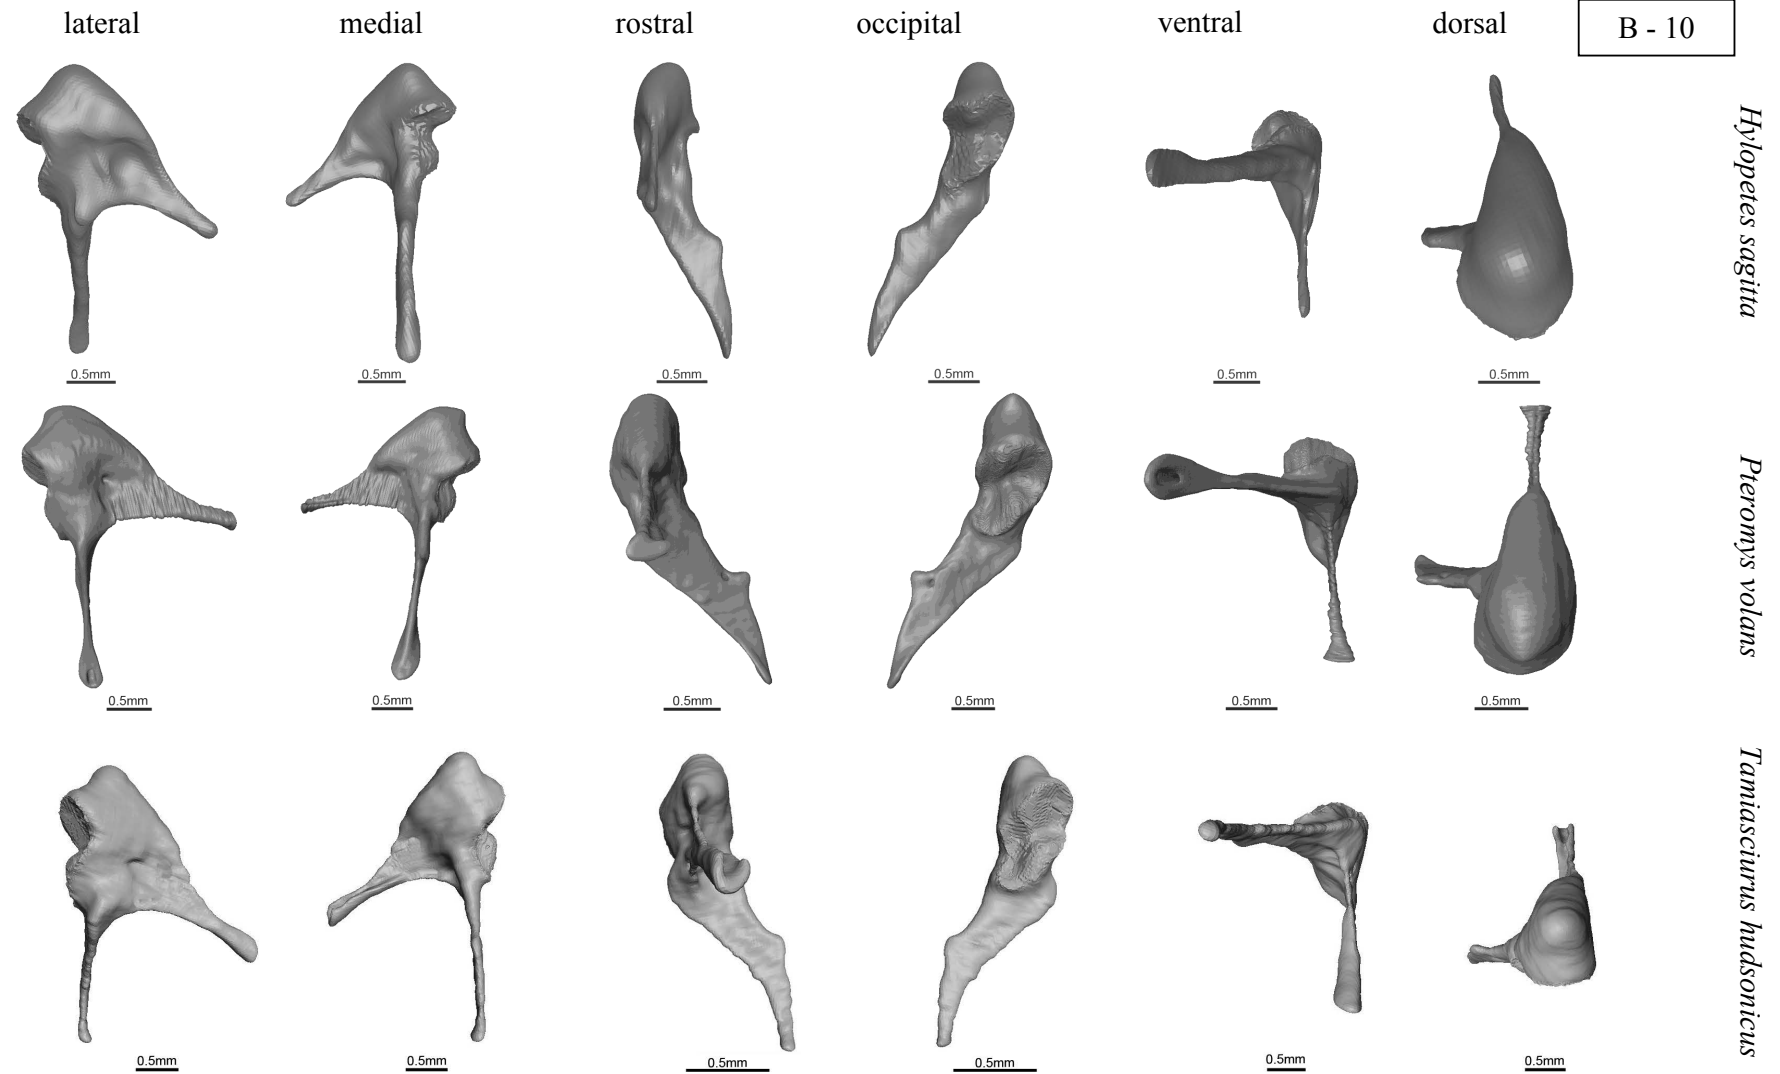 lateral medial rostral occipital ventral dorsal B - 10
Hylopetes sagitta
0.5mm 0.5mm 0.5mm 0.5mm 0.5mm 0.5mm
Pteromys volans
0.5mm 0.5mm 0.5mm 0.5mm 0.5mm 0.5mm
Tamiasciurus hudsonicus
0.5mm 0.5mm 0.5mm 0.5mm 0.5mm 0.5mm